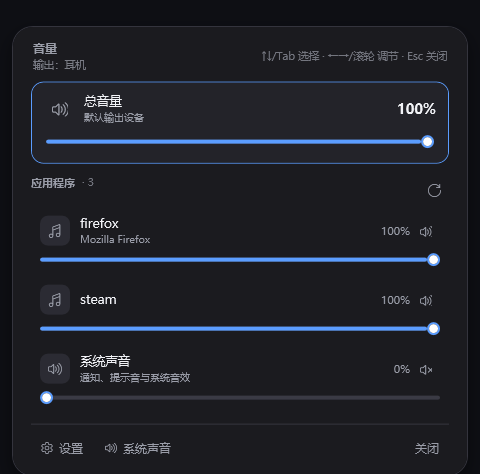 音量
输出：耳机
↑↓/Tab 选择 · ←→/滚轮 调节 · Esc 关闭
总音量
默认输出设备
100%
应用程序 · 3
firefox
Mozilla Firefox
100%
steam
100%
系统声音
通知、提示音与系统音效
0%
设置
系统声音
关闭